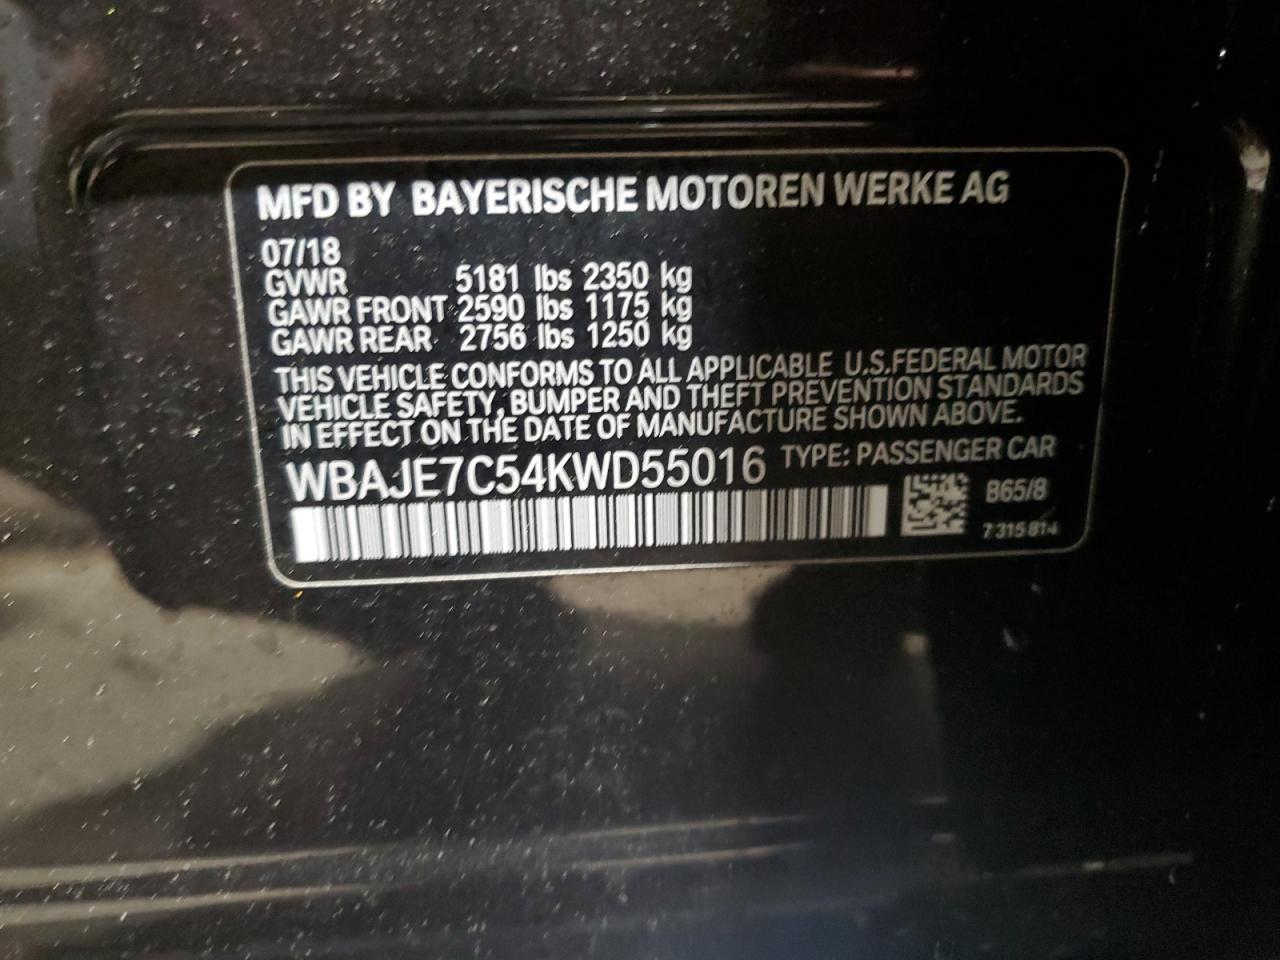 MFD BY BAYERISCHE MOTOREN WERKE AG
07/18
GVWR 5181 lbs 2350 kg
GAWR FRONT 2590 lbs 1175 kg
GAWR REAR 2756 lbs 1250 kg
THIS VEHICLE CONFORMS TO ALL APPLICABLE U.S.FEDERAL MOTOR
VEHICLE SAFETY, BUMPER AND THEFT PREVENTION STANDARDS
IN EFFECT ON THE DATE OF MANUFACTURE SHOWN ABOVE.
WBAJE7C54KWD55016 TYPE: PASSENGER CAR
B65/8
7 315 814